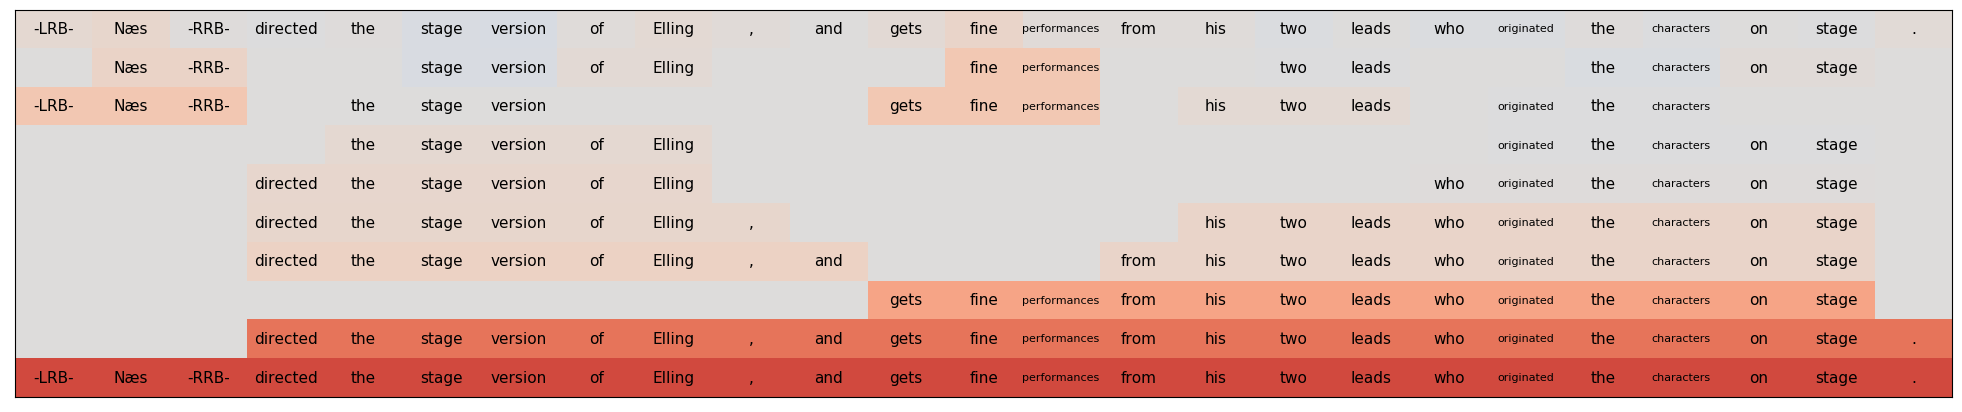 -LRB- Næs -RRB- directed the stage version of Elling , and gets fine performances from his two leads who originated the characters on stage .
Næs -RRB- stage version of Elling fine performances two leads the characters on stage
-LRB- Næs -RRB- the stage version gets fine performances his two leads originated the characters
the stage version of Elling originated the characters on stage
directed the stage version of Elling who originated the characters on stage
directed the stage version of Elling , his two leads who originated the characters on stage
directed the stage version of Elling , and from his two leads who originated the characters on stage
gets fine performances from his two leads who originated the characters on stage
directed the stage version of Elling , and gets fine performances from his two leads who originated the characters on stage .
-LRB- Næs -RRB- directed the stage version of Elling , and gets fine performances from his two leads who originated the characters on stage .